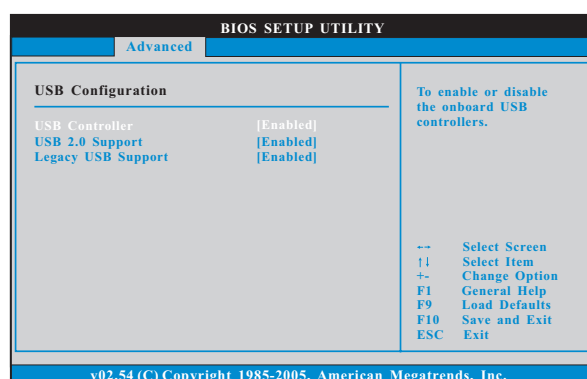 BIOS SETUP UTILITY
Advanced
USB Configuration
USB Controller [Enabled]
USB 2.0 Support [Enabled]
Legacy USB Support [Enabled]
To enable or disable
the onboard USB
controllers.
←→ Select Screen
↑↓ Select Item
+- Change Option
F1 General Help
F9 Load Defaults
F10 Save and Exit
ESC Exit
v02.54 (C) Copyright 1985-2005, American Megatrends, Inc.